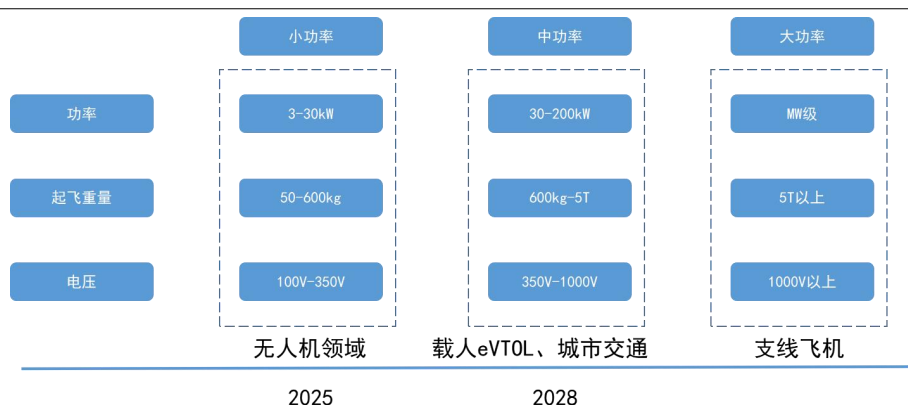 小功率 中功率 大功率
功率 3-30kW 30-200kW MW级
起飞重量 50-600kg 600kg-5T 5T以上
电压 100V-350V 350V-1000V 1000V以上
无人机领域 载人eVTOL、城市交通 支线飞机
2025 2028